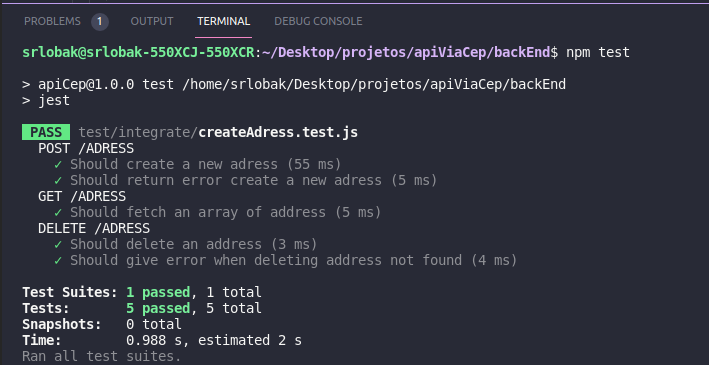 PROBLEMS 1 OUTPUT TERMINAL DEBUG CONSOLE
srlobak@srlobak-550XCJ-550XCR:~/Desktop/projetos/apiViaCep/backEnd$ npm test
> apiCep@1.0.0 test /home/srlobak/Desktop/projetos/apiViaCep/backEnd
> jest
PASS test/integrate/createAdress.test.js
POST /ADRESS
✓ Should create a new adress (55 ms)
✓ Should return error create a new adress (5 ms)
GET /ADRESS
✓ Should fetch an array of address (5 ms)
DELETE /ADRESS
✓ Should delete an address (3 ms)
✓ Should give error when deleting address not found (4 ms)
Test Suites: 1 passed, 1 total
Tests: 5 passed, 5 total
Snapshots: 0 total
Time: 0.988 s, estimated 2 s
Ran all test suites.